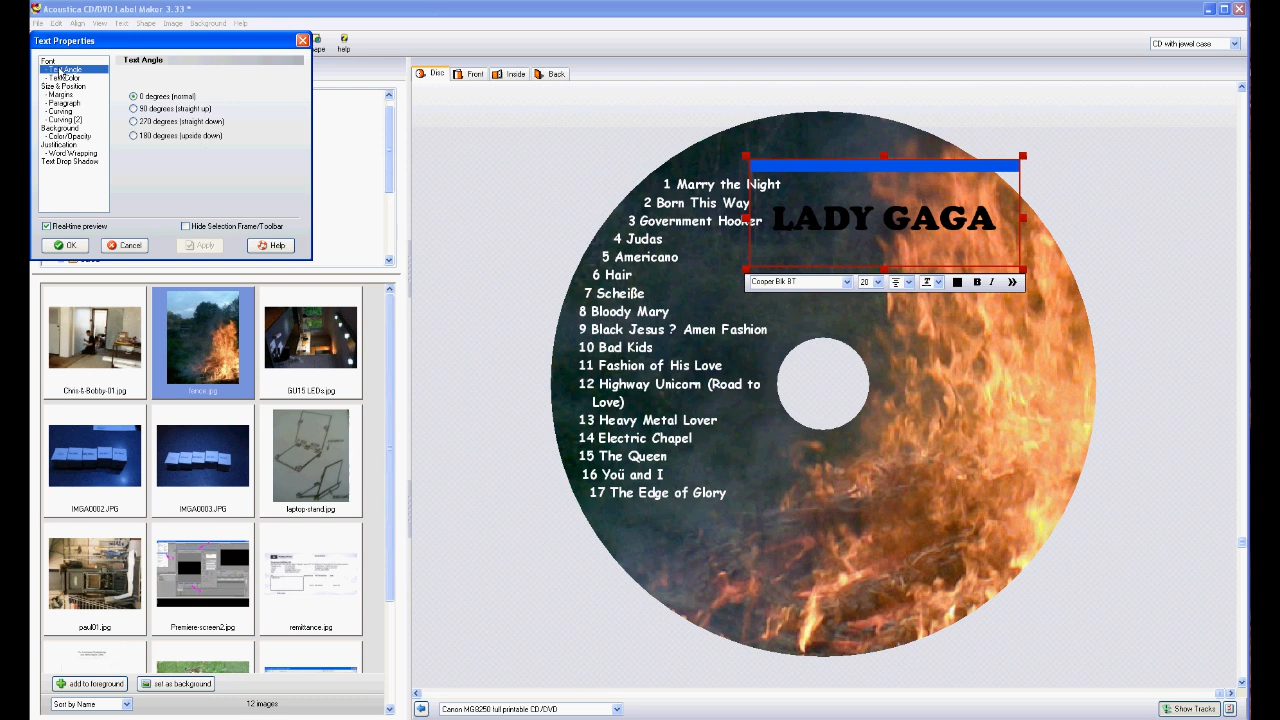 Acoustica CD/DVD Label Maker 3.33 *
File Edit Align View Text Shape Image Background Help
Text Properties
help
CD with jewel case
Font
- Text Angle
- Text Color
Size & Position
- Margins
- Paragraph
- Curving
- Curving [2]
Background
- Color/Opacity
Justification
- Word Wrapping
Text Drop Shadow
Text Angle
0 degrees (normal)
90 degrees (straight up)
270 degrees (straight down)
180 degrees (upside down)
Real-time preview
Hide Selection Frame/Toolbar
OK Cancel Apply Help
Disc Front Inside Back
1 Marry the Night
2 Born This Way
3 Government Hooker
4 Judas
5 Americano
6 Hair
7 Scheiße
8 Bloody Mary
9 Black Jesus ? Amen Fashion
10 Bad Kids
11 Fashion of His Love
12 Highway Unicorn (Road to
Love)
13 Heavy Metal Lover
14 Electric Chapel
15 The Queen
16 Yoü and I
17 The Edge of Glory
LADY GAGA
Cooper Blk BT 20 B I
Chris-&-Bobby-01.jpg fence.jpg GU15 LEDs.jpg
IMGA0002.JPG IMGA0003.JPG laptop-stand.jpg
paul01.jpg Premiere-screen2.jpg remittance.jpg
add to foreground set as background
Sort by Name 12 images
Canon MG8250 full printable CD/DVD
Show Tracks